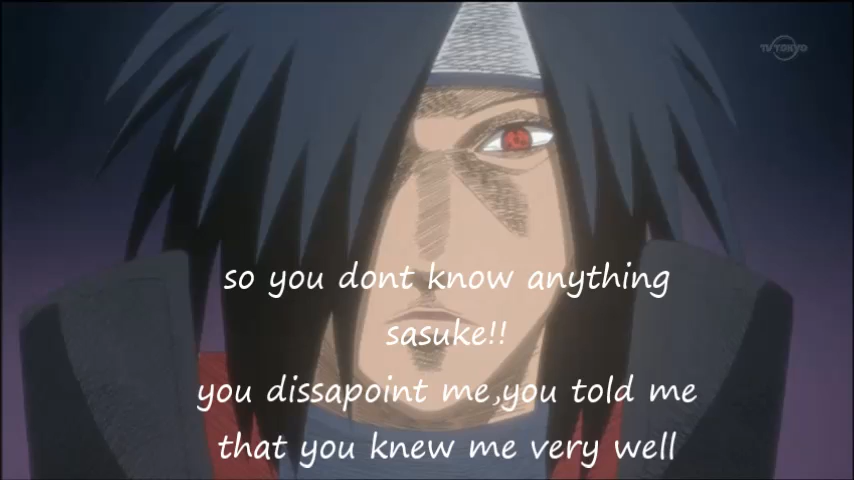 TV TOKYO
so you dont know anything
sasuke!!
you dissapoint me,you told me
that you knew me very well